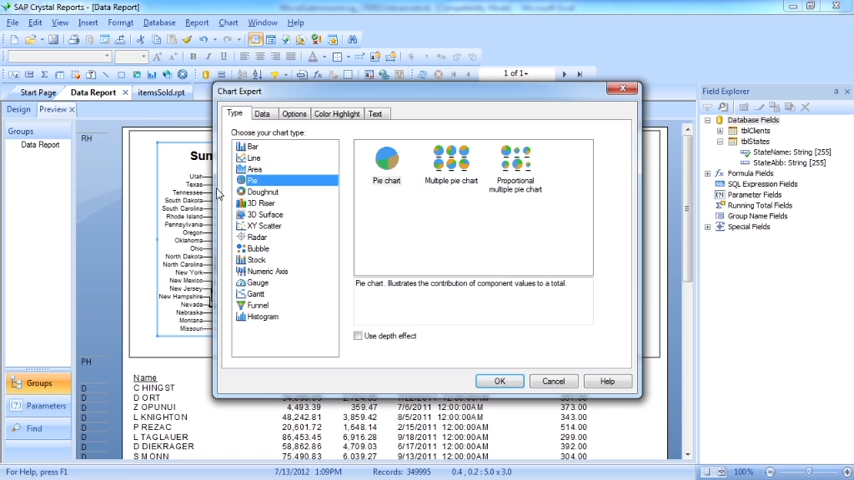 SAP Crystal Reports - [Data Report]
File Edit View Insert Format Database Report Chart Window Help
1 of 1+
Start Page Data Report itemsSold.rpt
Design Preview
Groups
Data Report
Groups
Parameters
Find
RH
Sun
Utah
Texas
Tennessee
South Dakota
South Carolina
Rhode Island
Pennsylvania
Oregon
Oklahoma
Ohio
North Dakota
North Carolina
New York
New Mexico
New Jersey
New Hampshire
Nevada
Nebraska
Montana
Missouri
Chart Expert
Type Data Options Color Highlight Text
Choose your chart type:
Bar
Line
Area
Pie
Doughnut
3D Riser
3D Surface
XY Scatter
Radar
Bubble
Stock
Numeric Axis
Gauge
Gantt
Funnel
Histogram
Pie chart
Multiple pie chart
Proportional
multiple pie chart
Pie chart. Illustrates the contribution of component values to a total.
Use depth effect
OK Cancel Help
PH
Name
D C HINGST
D D ORT
D Z OPUNUI 4,493.39 359.47 7/6/2011 12:00:00AM 373.00
D L KNIGHTON 48,242.81 3,859.42 8/5/2011 12:00:00AM 343.00
D P REZAC 20,601.72 1,648.14 2/15/2011 12:00:00AM 514.00
D L TAGLAUER 86,453.45 6,916.28 9/18/2011 12:00:00AM 299.00
D D DIEKRAGER 58,862.86 4,709.03 6/17/2011 12:00:00AM 392.00
D S MONN 75,490.83 6,039.27 9/13/2011 12:00:00AM 304.00
Field Explorer
Database Fields
tblClients
tblStates
StateName: String [255]
StateAbb: String [255]
Formula Fields
SQL Expression Fields
Parameter Fields
Running Total Fields
Group Name Fields
Special Fields
For Help, press F1 7/13/2012 1:09PM Records: 349995 0.4 , 0.2 : 5.0 x 3.0 100%